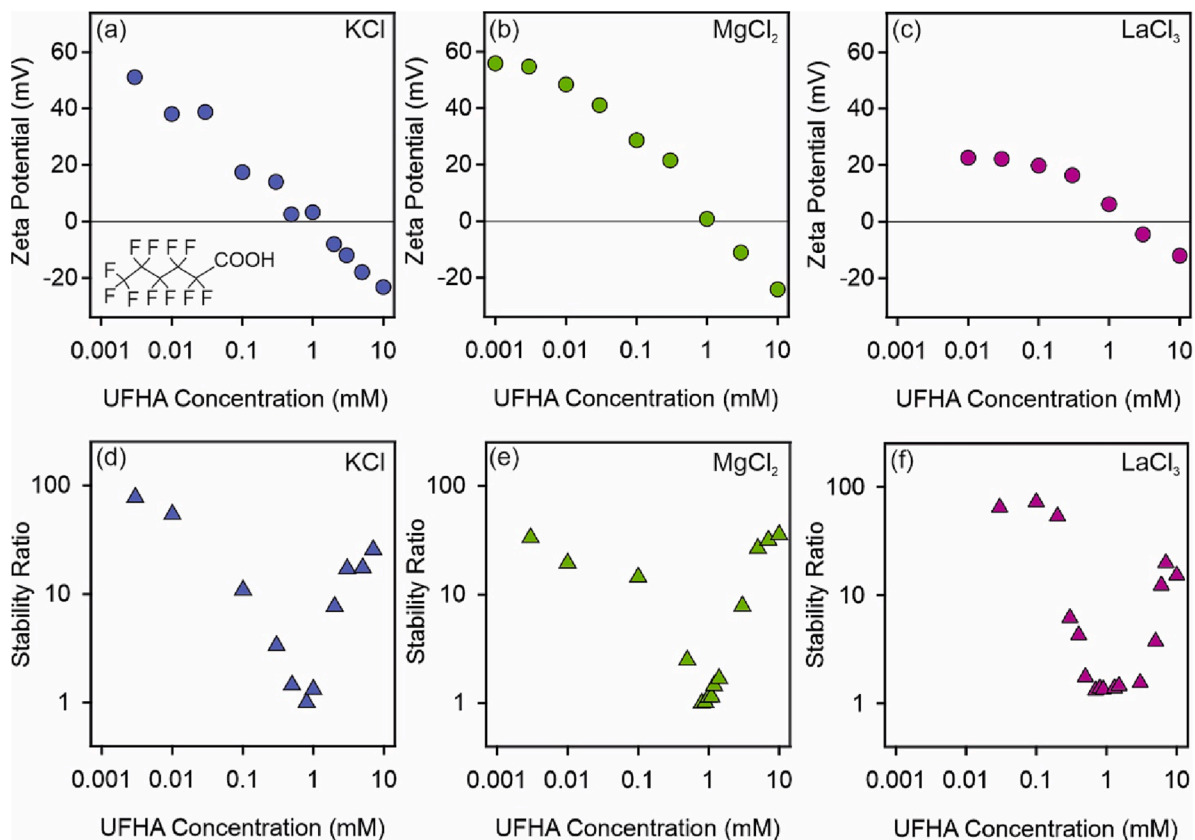 (a) KCl
Zeta Potential (mV)
60
40
20
0
-20
F F F F
F COOH
F F F F F F
0.001 0.01 0.1 1 10
UFHA Concentration (mM)
(b) MgCl₂
Zeta Potential (mV)
60
40
20
0
-20
0.001 0.01 0.1 1 10
UFHA Concentration (mM)
(c) LaCl₃
Zeta Potential (mV)
60
40
20
0
-20
0.001 0.01 0.1 1 10
UFHA Concentration (mM)
(d) KCl
Stability Ratio
100
10
1
0.001 0.01 0.1 1 10
UFHA Concentration (mM)
(e) MgCl₂
Stability Ratio
100
10
1
0.001 0.01 0.1 1 10
UFHA Concentration (mM)
(f) LaCl₃
Stability Ratio
100
10
1
0.001 0.01 0.1 1 10
UFHA Concentration (mM)